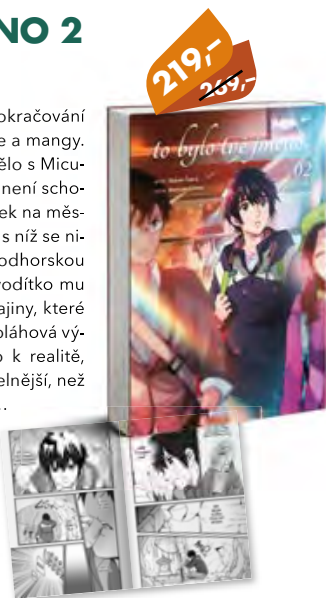 NO 2
okračování
e a mangy.
ělo s Micu-
není scho-
ek na měs-
s níž se ni-
odhorskou
odítko mu
ajiny, které
oláhová vý-
o k realitě,
elnější, než
219,-
269,-
to bylo tvé jméno.
02